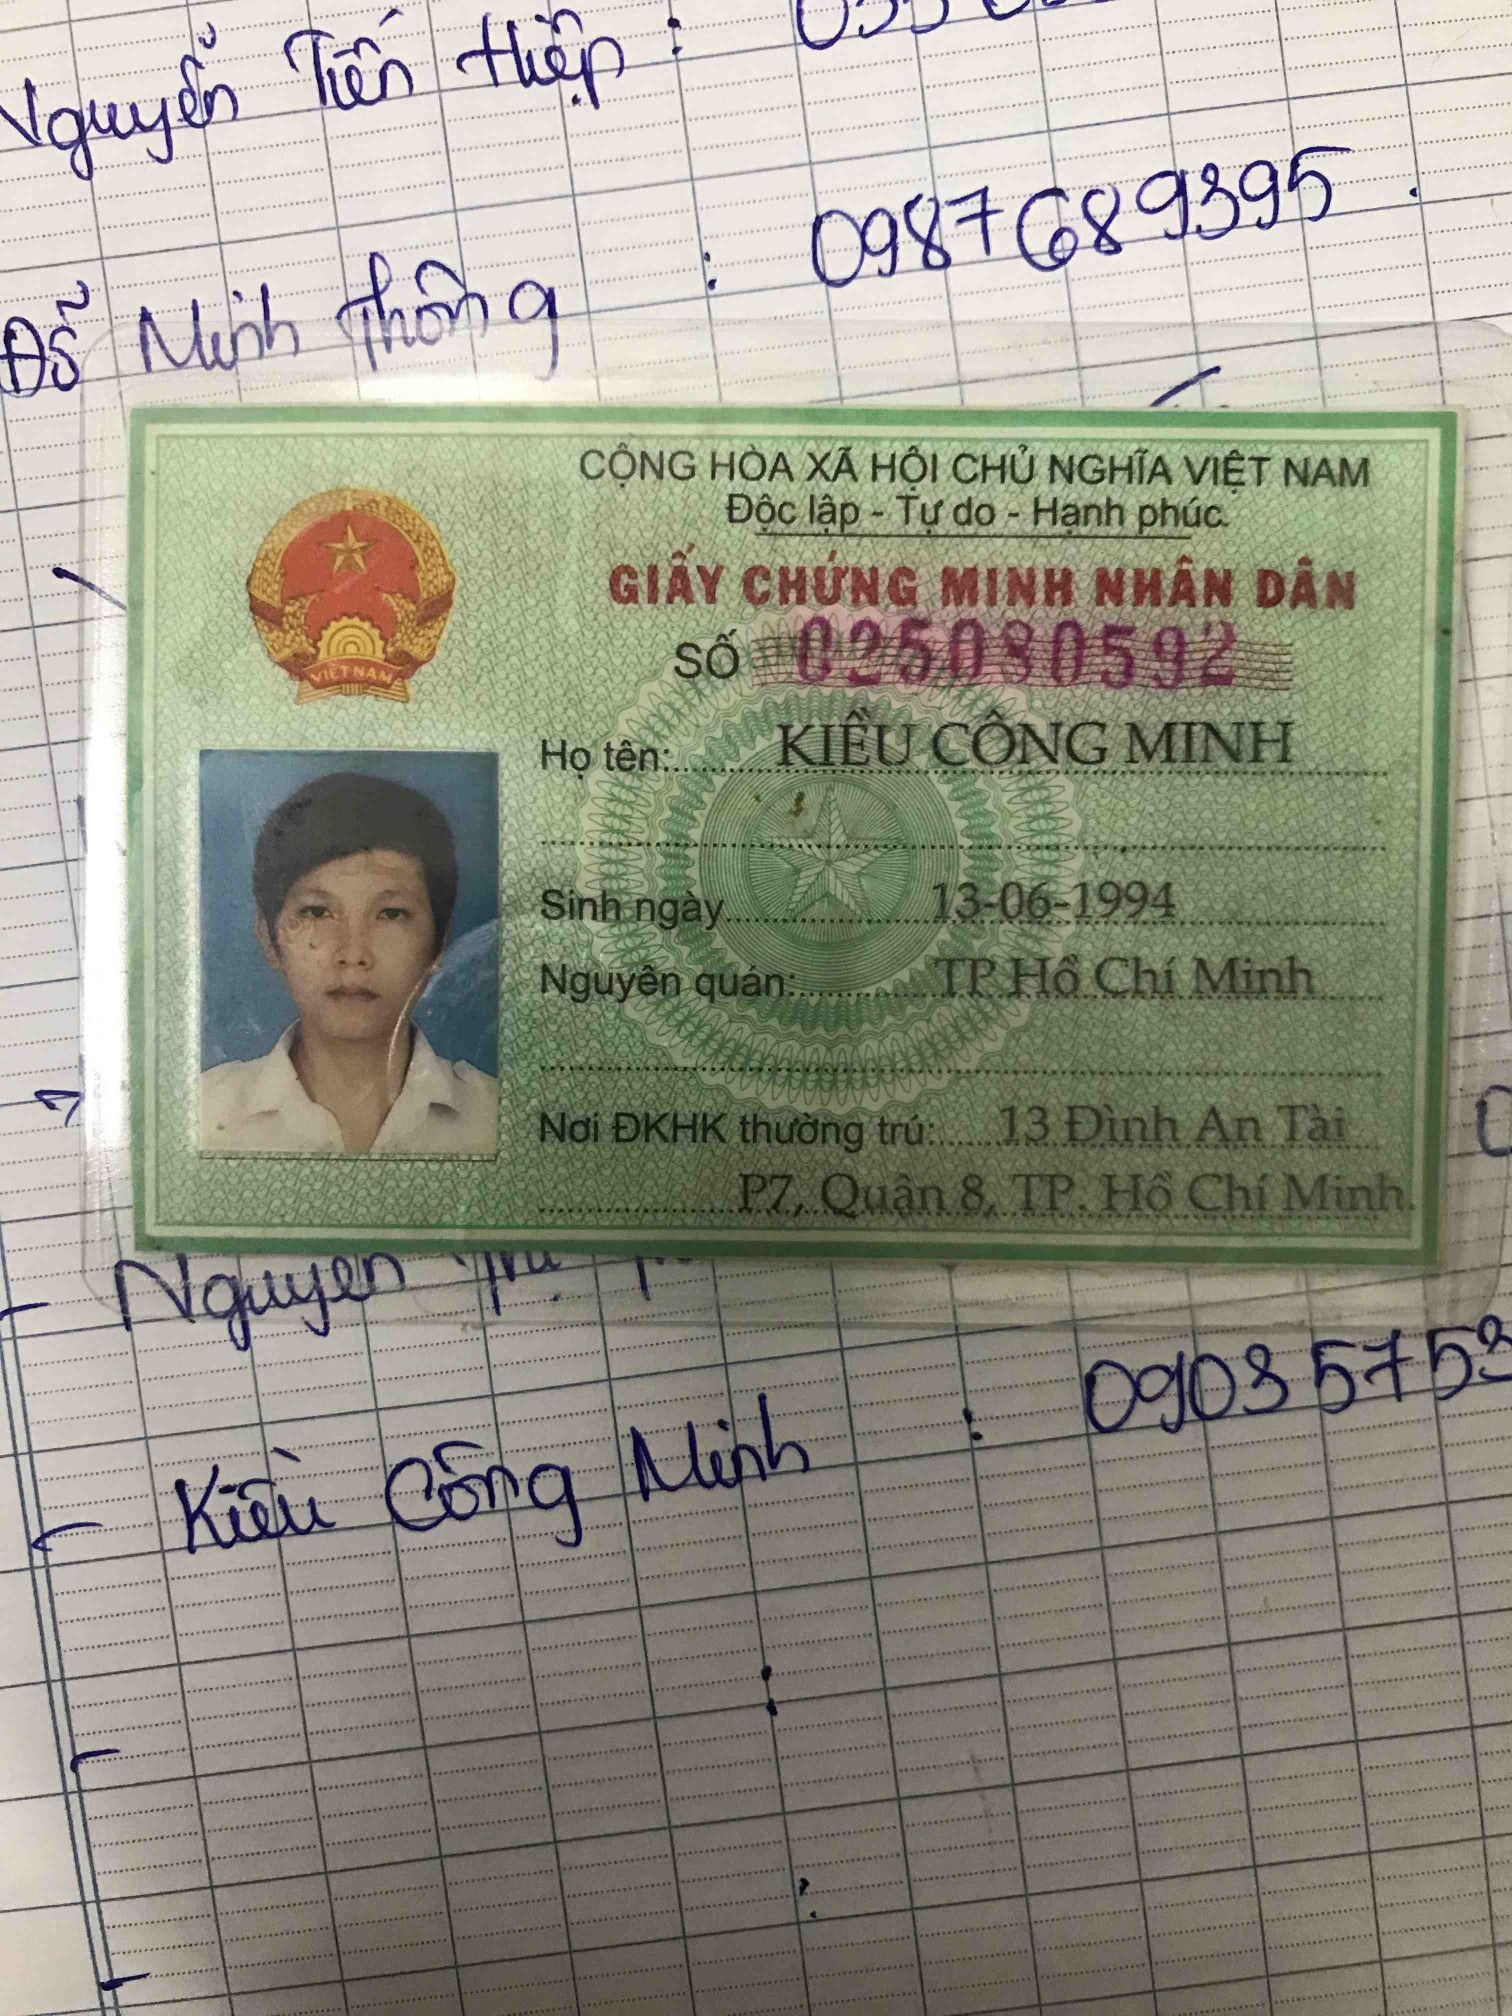 Nguyễn Tiến Hiệp :
Đỗ Minh Thông : 0987689395.
CỘNG HÒA XÃ HỘI CHỦ NGHĨA VIỆT NAM
Độc lập - Tự do - Hạnh phúc
GIẤY CHỨNG MINH NHÂN DÂN
SỐ 025080592
VIỆT NAM
Họ tên: KIỀU CÔNG MINH
Sinh ngày 13-06-1994
Nguyên quán: TP Hồ Chí Minh
Nơi ĐKHK thường trú: 13 Đình An Tài
P7, Quận 8, TP. Hồ Chí Minh.
- Nguyen
- Kiều Công Minh : 09035753